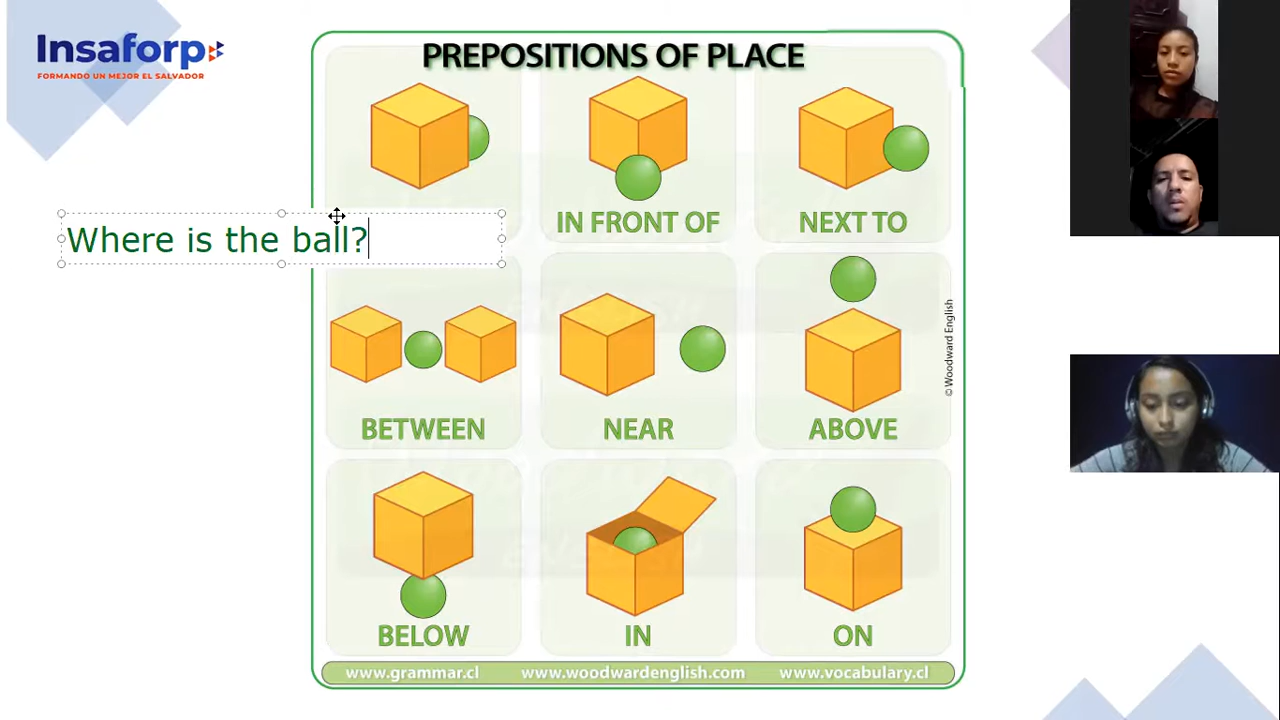 Insaforp
FORMANDO UN MEJOR EL SALVADOR
PREPOSITIONS OF PLACE
IN FRONT OF
NEXT TO
Where is the ball?
BETWEEN
NEAR
ABOVE
© Woodward English
BELOW
IN
ON
www.grammar.cl
www.woodwardenglish.com
www.vocabulary.cl